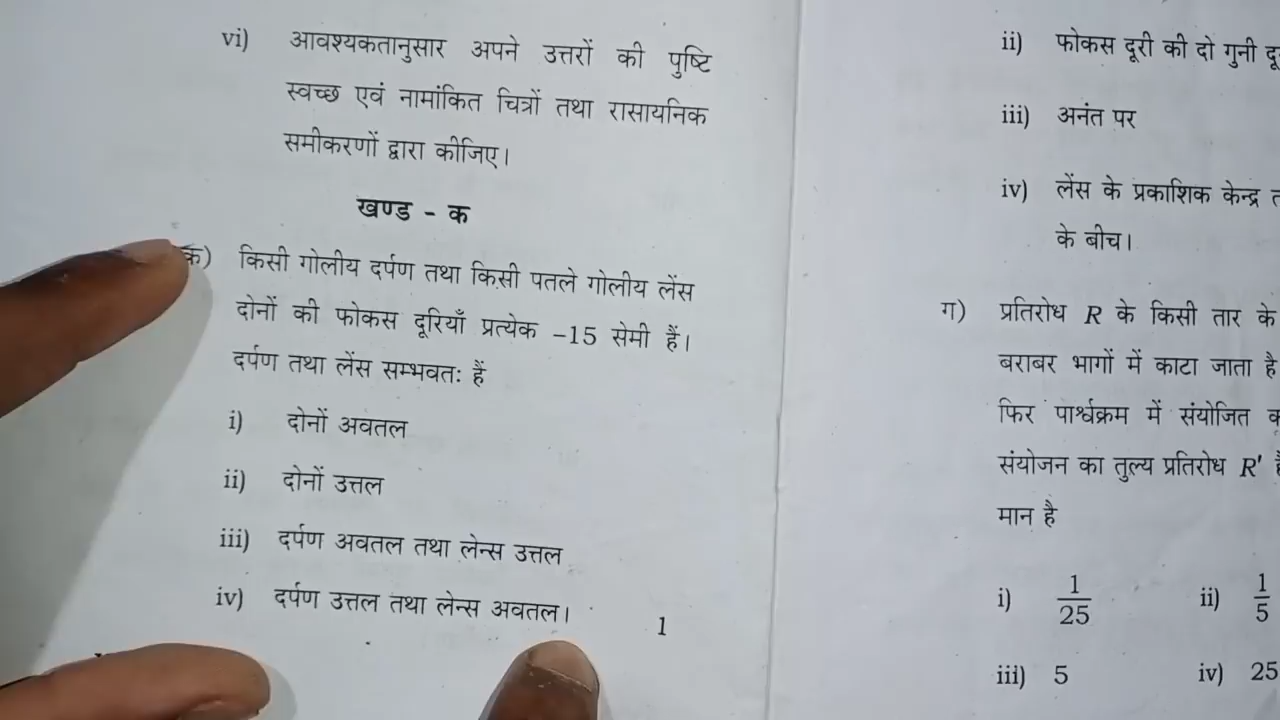 vi) आवश्यकतानुसार अपने उत्तरों की पुष्टि
स्वच्छ एवं नामांकित चित्रों तथा रासायनिक
समीकरणों द्वारा कीजिए।
खण्ड - क
क) किसी गोलीय दर्पण तथा किसी पतले गोलीय लेंस
दोनों की फोकस दूरियाँ प्रत्येक -15 सेमी हैं।
दर्पण तथा लेंस सम्भवतः हैं
i) दोनों अवतल
ii) दोनों उत्तल
iii) दर्पण अवतल तथा लेन्स उत्तल
iv) दर्पण उत्तल तथा लेन्स अवतल। 1
ii) फोकस दूरी की दो गुनी
iii) अनंत पर
iv) लेंस के प्रकाशिक केन्द्र
के बीच।
ग) प्रतिरोध R के किसी तार के
बराबर भागों में काटा जाता है
फिर पार्श्वक्रम में संयोजित
संयोजन का तुल्य प्रतिरोध R'
मान है
i) 1/25 ii) 1/5
iii) 5 iv) 25